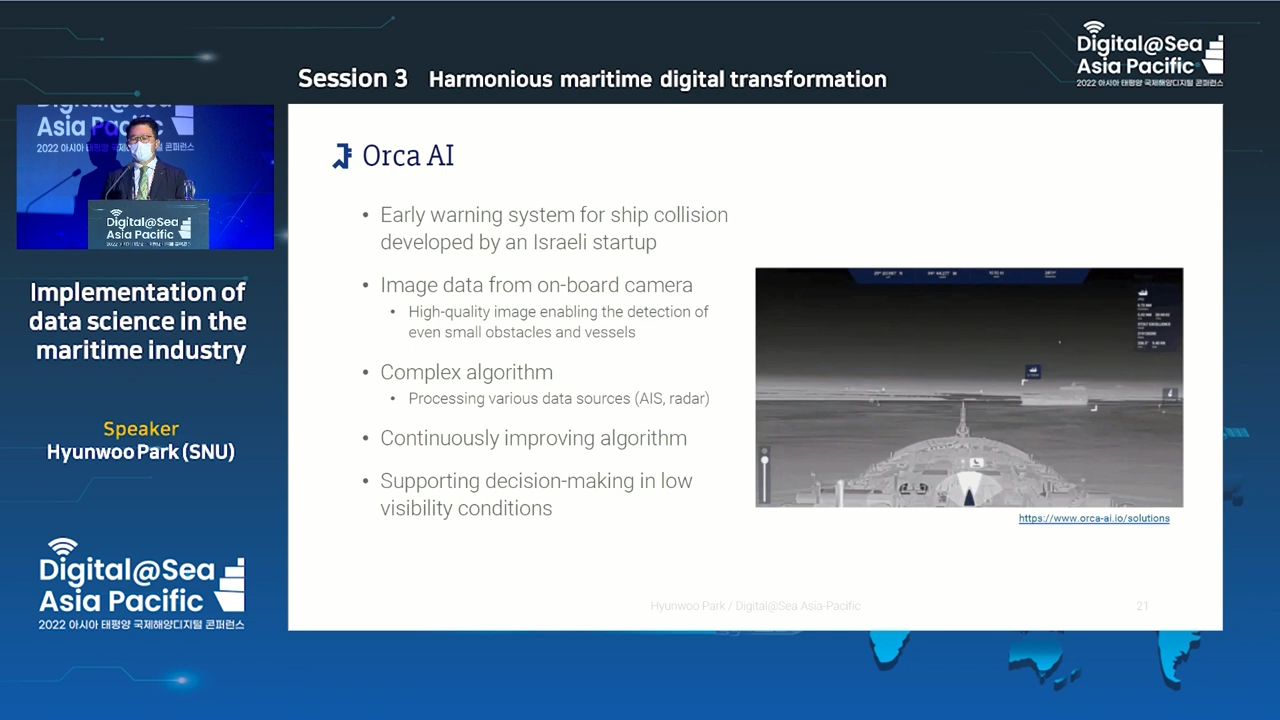 Session 3 Harmonious maritime digital transformation
Digital@Sea
Asia Pacific
2022 아시아 태평양 국제해양디지털 콘퍼런스
Digital@Sea
Asia Pacific
2022 아시아 태평양 국제해양디지털 콘퍼런스
Digital@Sea
Asia Pacific
Implementation of
data science in the
maritime industry
Speaker
Hyunwoo Park (SNU)
Digital@Sea
Asia Pacific
2022 아시아 태평양 국제해양디지털 콘퍼런스
Orca AI
• Early warning system for ship collision
developed by an Israeli startup
• Image data from on-board camera
• High-quality image enabling the detection of
even small obstacles and vessels
• Complex algorithm
• Processing various data sources (AIS, radar)
• Continuously improving algorithm
• Supporting decision-making in low
visibility conditions
https://www.orca-ai.io/solutions
Hyunwoo Park / Digital@Sea Asia-Pacific
21